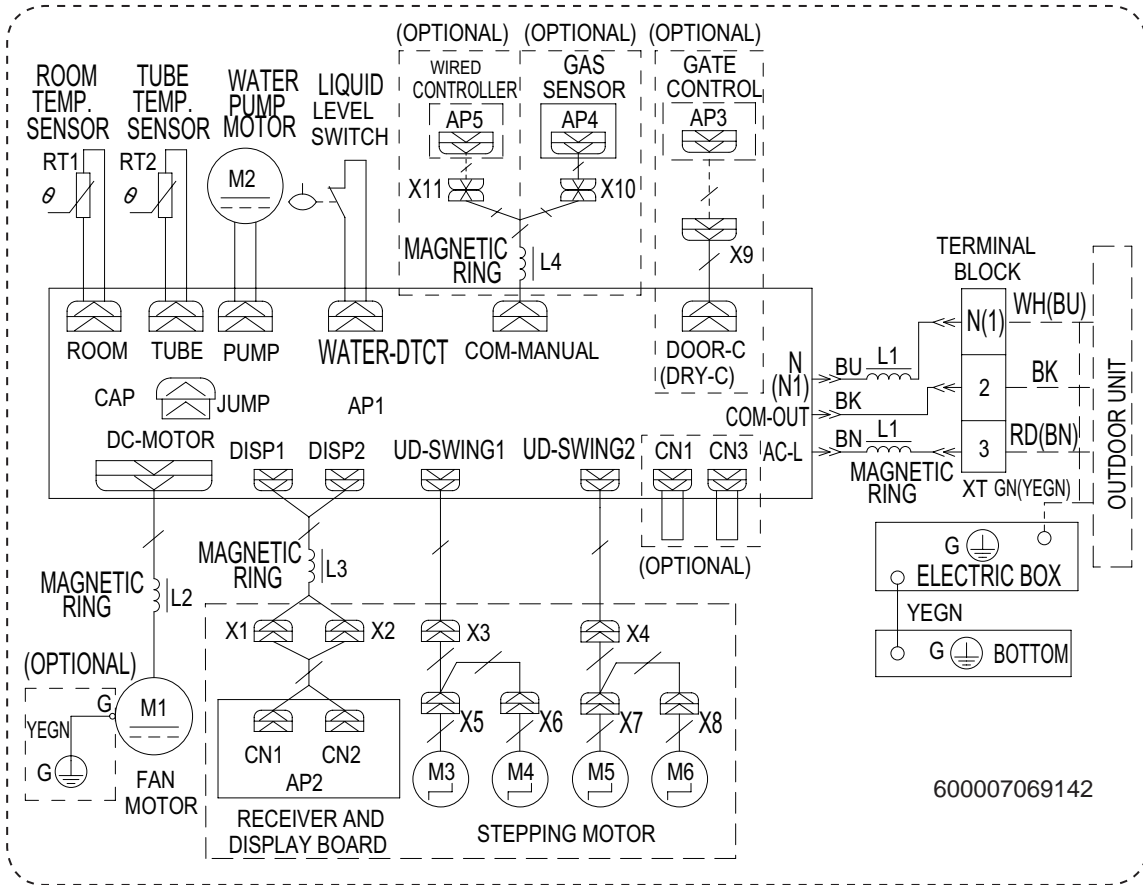 (OPTIONAL) (OPTIONAL) (OPTIONAL)
ROOM
TEMP.
SENSOR
RT1
θ
TUBE
TEMP.
SENSOR
RT2
θ
WATER
PUMP
MOTOR
M2
LIQUID
LEVEL
SWITCH
WIRED
CONTROLLER
AP5
X11
GAS
SENSOR
AP4
X10
MAGNETIC
RING
L4
GATE
CONTROL
AP3
X9
ROOM
TUBE
PUMP
WATER-DTCT
COM-MANUAL
DOOR-C
(DRY-C)
CAP
JUMP
AP1
DC-MOTOR
DISP1
DISP2
UD-SWING1
UD-SWING2
CN1
CN3
(OPTIONAL)
N
(N1)
COM-OUT
AC-L
BU
L1
BK
BN
L1
MAGNETIC
RING
TERMINAL
BLOCK
N(1)
2
3
XT
WH(BU)
BK
RD(BN)
GN(YEGN)
OUTDOOR UNIT
G
ELECTRIC BOX
YEGN
G
BOTTOM
MAGNETIC
RING
L2
(OPTIONAL)
YEGN
G
G
M1
FAN
MOTOR
MAGNETIC
RING
L3
X1
X2
CN1
CN2
AP2
RECEIVER AND
DISPLAY BOARD
X3
X4
X5
X6
X7
X8
M3
M4
M5
M6
STEPPING MOTOR
600007069142